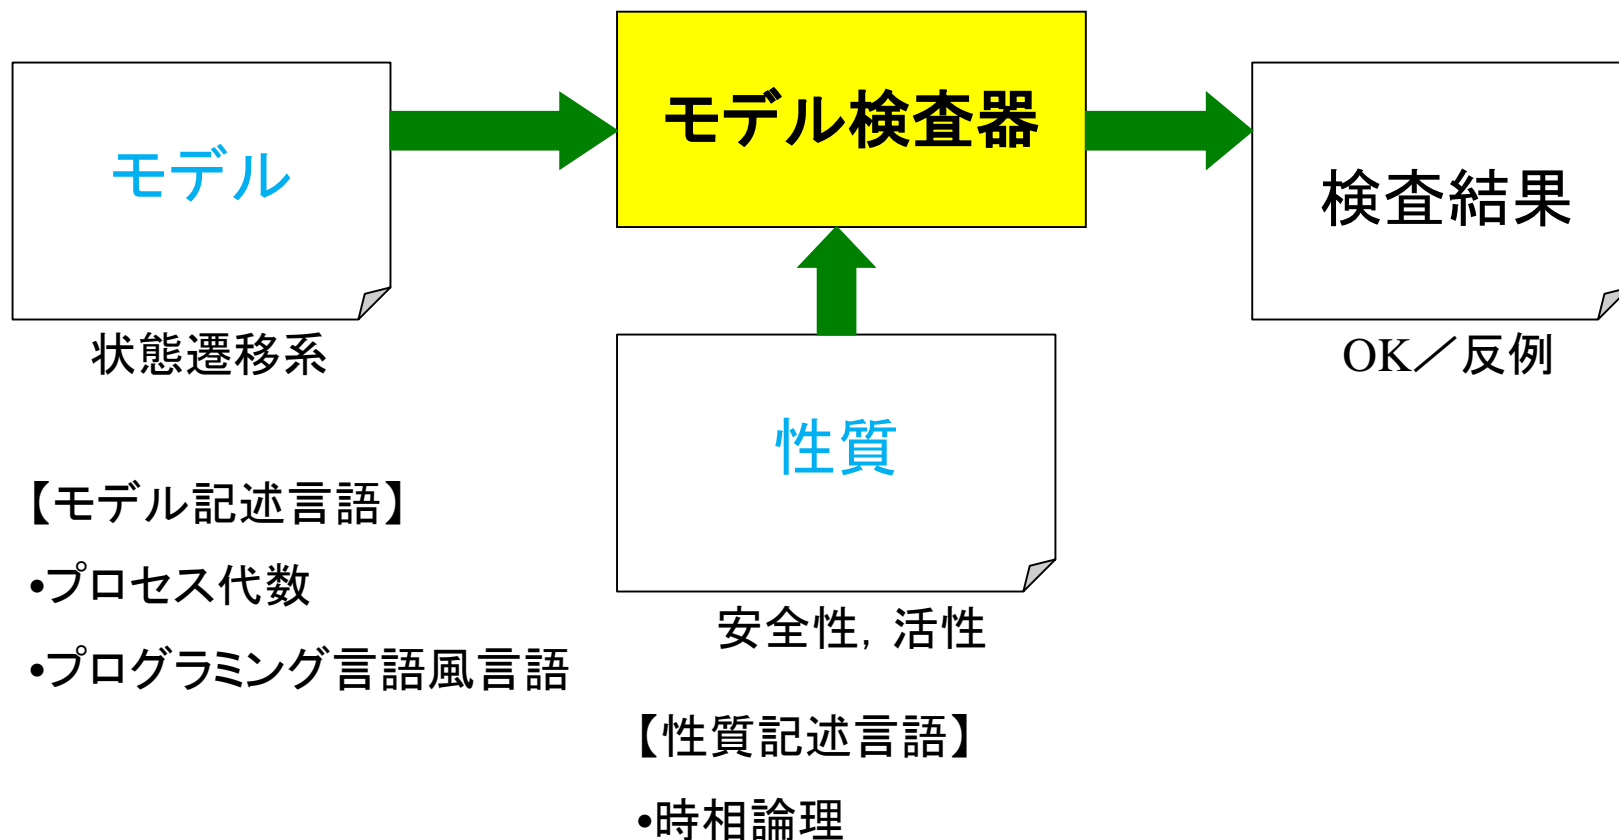 モデル
状態遷移系
モデル検査器
検査結果
OK／反例
性質
安全性，活性
【モデル記述言語】
•プロセス代数
•プログラミング言語風言語
【性質記述言語】
•時相論理